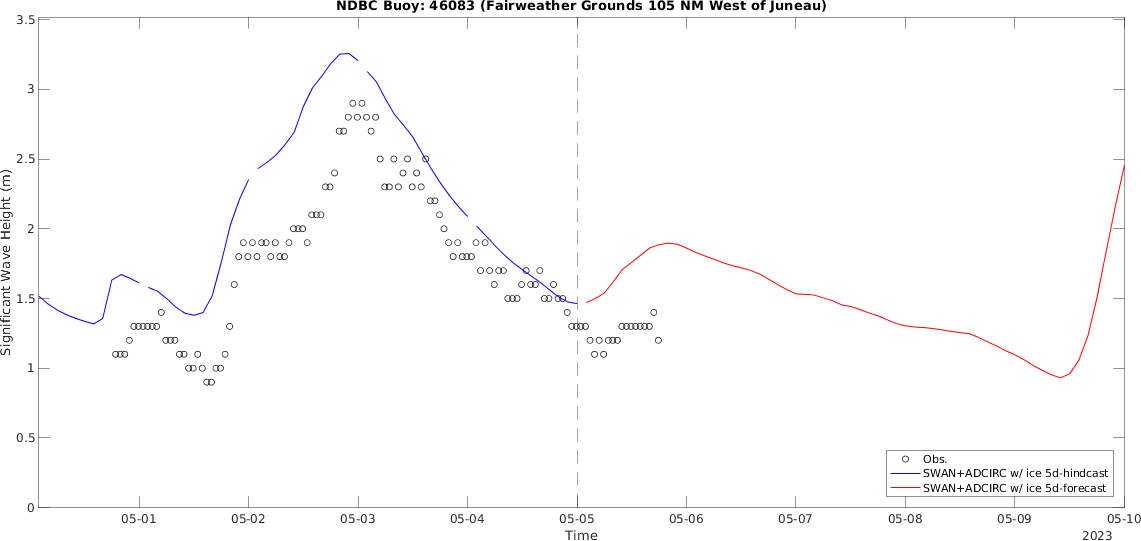 NDBC Buoy: 46083 (Fairweather Grounds 105 NM West of Juneau)
3.5
3
2.5
2
1.5
1
0.5
0
Significant Wave Height (m)
Obs.
SWAN+ADCIRC w/ ice 5d-hindcast
SWAN+ADCIRC w/ ice 5d-forecast
05-01 05-02 05-03 05-04 05-05 05-06 05-07 05-08 05-09 05-10
Time
2023